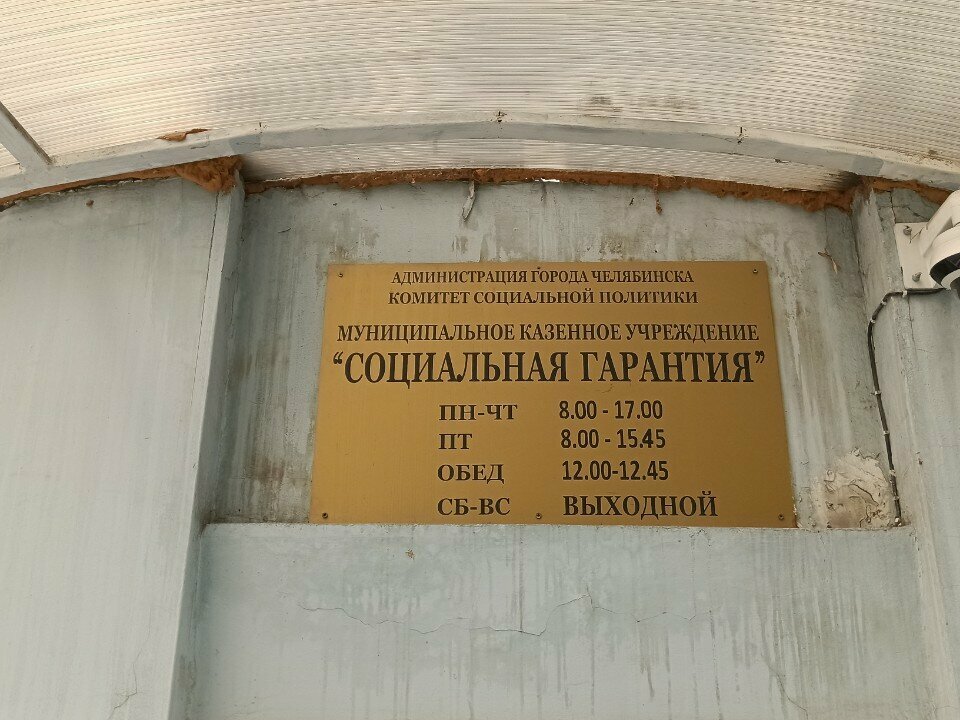 АДМИНИСТРАЦИЯ ГОРОДА ЧЕЛЯБИНСКА
КОМИТЕТ СОЦИАЛЬНОЙ ПОЛИТИКИ
МУНИЦИПАЛЬНОЕ КАЗЕННОЕ УЧРЕЖДЕНИЕ
“СОЦИАЛЬНАЯ ГАРАНТИЯ”
ПН-ЧТ 8.00 - 17.00
ПТ 8.00 - 15.45
ОБЕД 12.00-12.45
СБ-ВС ВЫХОДНОЙ